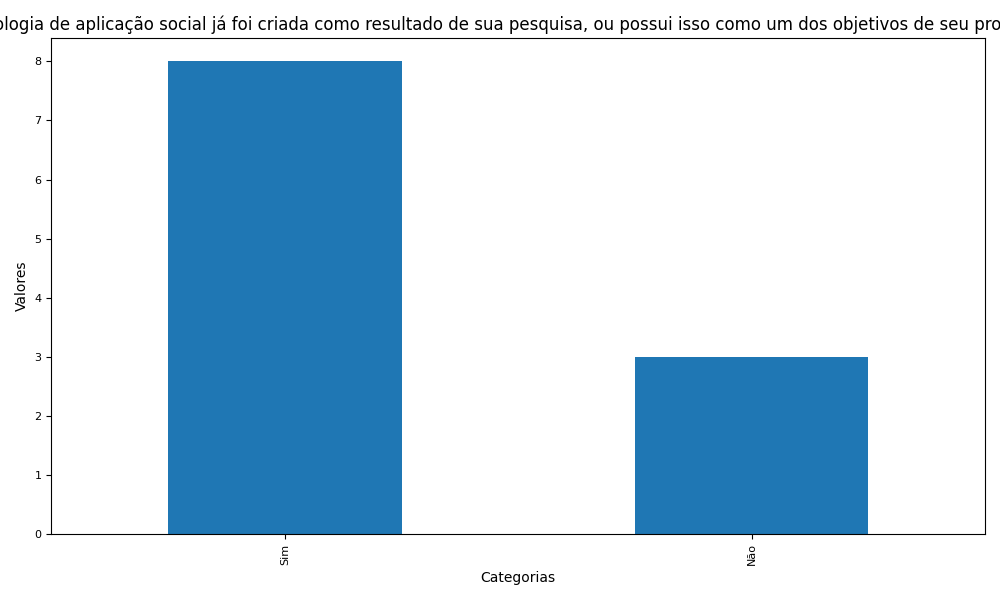 ologia de aplicação social já foi criada como resultado de sua pesquisa, ou possui isso como um dos objetivos de seu pro
8
7
6
5
4
3
2
1
0
Valores
Sim
Não
Categorias